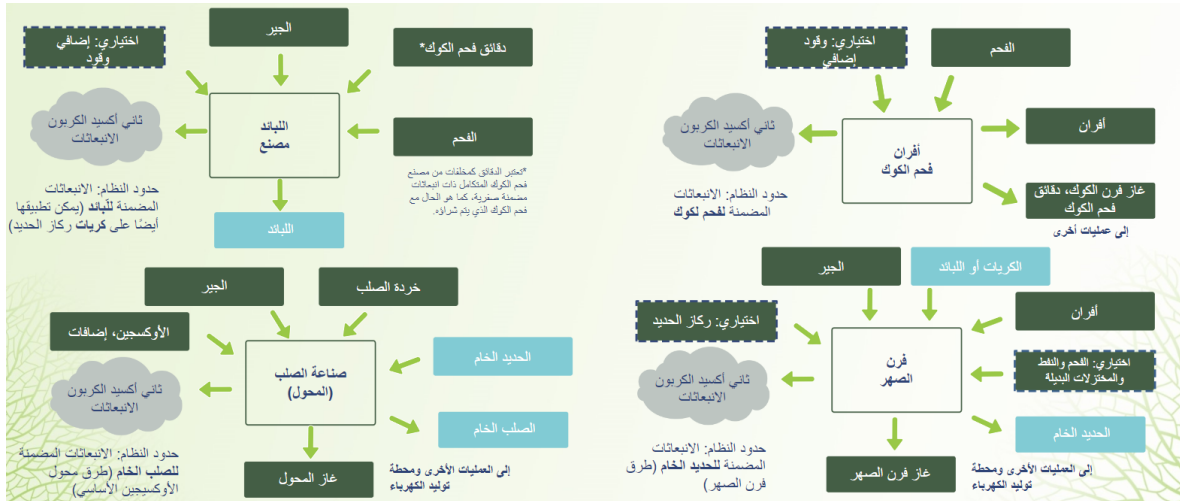 الفحم
اختياري: وقود
إضافي
ثاني أكسيد الكربون
الانبعاثات
أفران
فحم الكوك
أفران
غاز فرن الكوك، دقائق
فحم الكوك
إلى عمليات أخرى
حدود النظام: الانبعاثات
المضمنة لفحم لكوك
الجير
اختياري: إضافي
وقود
دقائق فحم الكوك*
ثاني أكسيد الكربون
الانبعاثات
اللبائد
مصنع
الفحم
*تعتبر الدقائق كمخلفات من مصنع
فحم الكوك المتكامل ذات انبعاثات
مضمنة صفرية، كما هو الحال مع
فحم الكوك الذي يتم شراؤه.
حدود النظام: الانبعاثات
المضمنة للبائد (يمكن تطبيقها
أيضًا على كريات ركاز الحديد)
اللبائد
الكريات أو اللبائد
الجير
أفران
اختياري: ركاز الحديد
فرن
الصهر
اختياري: الفحم والنفط
والمختزلات البديلة
ثاني أكسيد الكربون
الانبعاثات
الحديد الخام
حدود النظام: الانبعاثات
المضمنة للحديد الخام (طرق
فرن الصهر)
غاز فرن الصهر
إلى العمليات الأخرى ومحطة
توليد الكهرباء
خردة الصلب
الجير
الأوكسجين، إضافات
صناعة الصلب
(المحول)
الحديد الخام
ثاني أكسيد الكربون
الانبعاثات
الصلب الخام
حدود النظام: الانبعاثات المضمنة
للصلب الخام (طرق محول
الأوكسيجين الأساسي)
غاز المحول
إلى العمليات الأخرى ومحطة
توليد الكهرباء